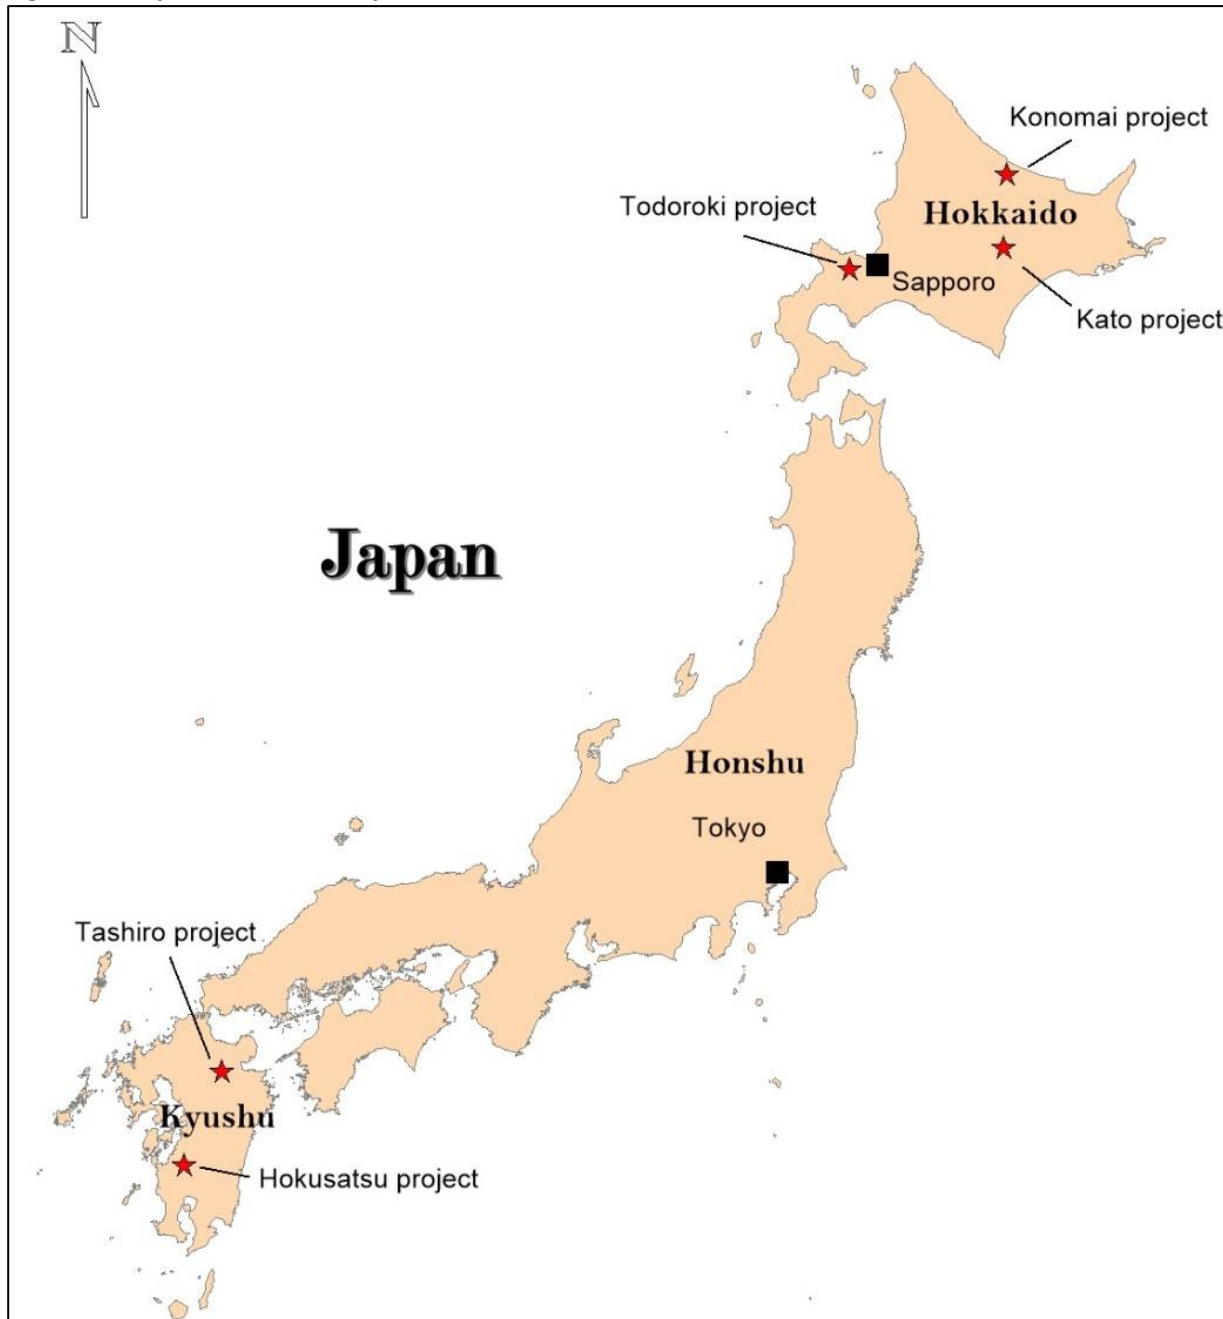 N
Konomai project
Todoroki project
Hokkaido
Sapporo
Kato project
Japan
Honshu
Tokyo
Tashiro project
Kyushu
Hokusatsu project